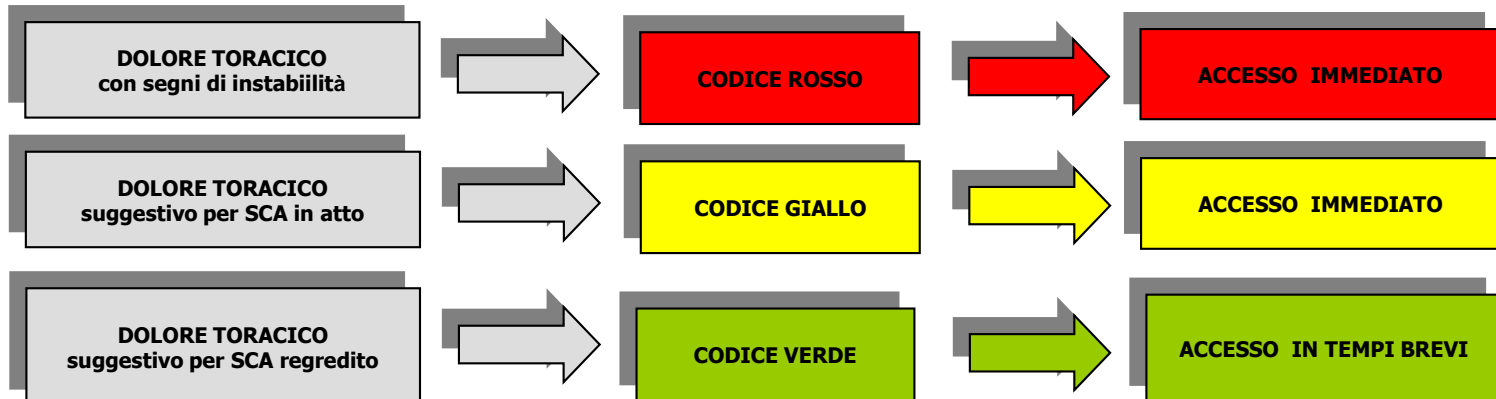 DOLORE TORACICO
con segni di instabiilità
CODICE ROSSO
ACCESSO IMMEDIATO
DOLORE TORACICO
suggestivo per SCA in atto
CODICE GIALLO
ACCESSO IMMEDIATO
DOLORE TORACICO
suggestivo per SCA regredito
CODICE VERDE
ACCESSO IN TEMPI BREVI